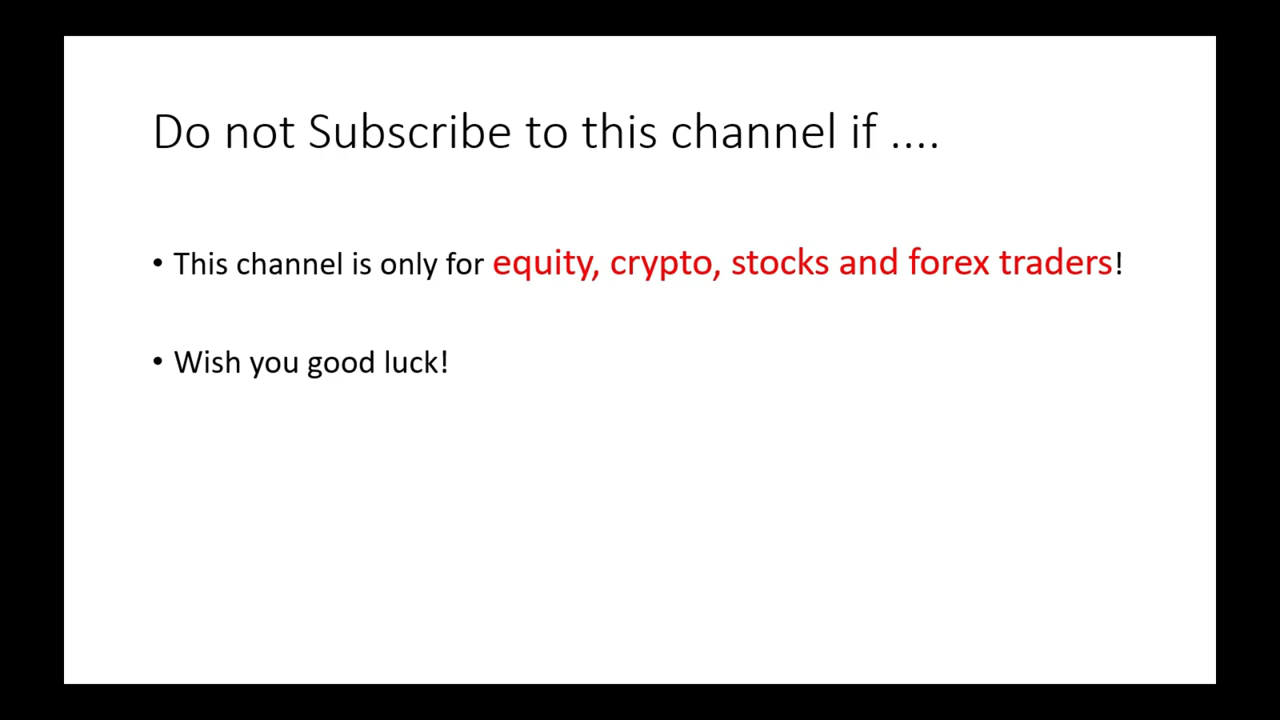 Do not Subscribe to this channel if ....
• This channel is only for equity, crypto, stocks and forex traders!
• Wish you good luck!